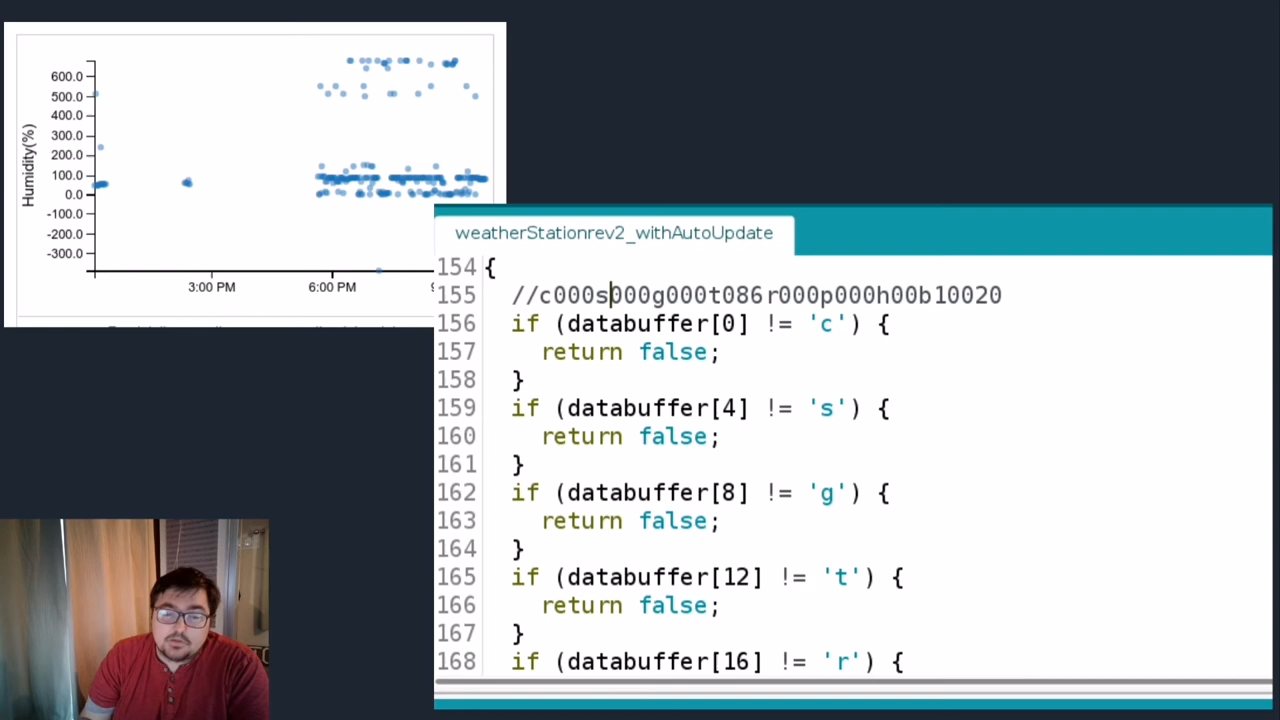 600.0
500.0
400.0
300.0
200.0
100.0
0.0
-100.0
-200.0
-300.0
Humidity(%)
3:00 PM
6:00 PM
9
weatherStationrev2_withAutoUpdate
154 {
155 //c000s000g000t086r000p000h00b10020
156 if (databuffer[0] != 'c') {
157 return false;
158 }
159 if (databuffer[4] != 's') {
160 return false;
161 }
162 if (databuffer[8] != 'g') {
163 return false;
164 }
165 if (databuffer[12] != 't') {
166 return false;
167 }
168 if (databuffer[16] != 'r') {